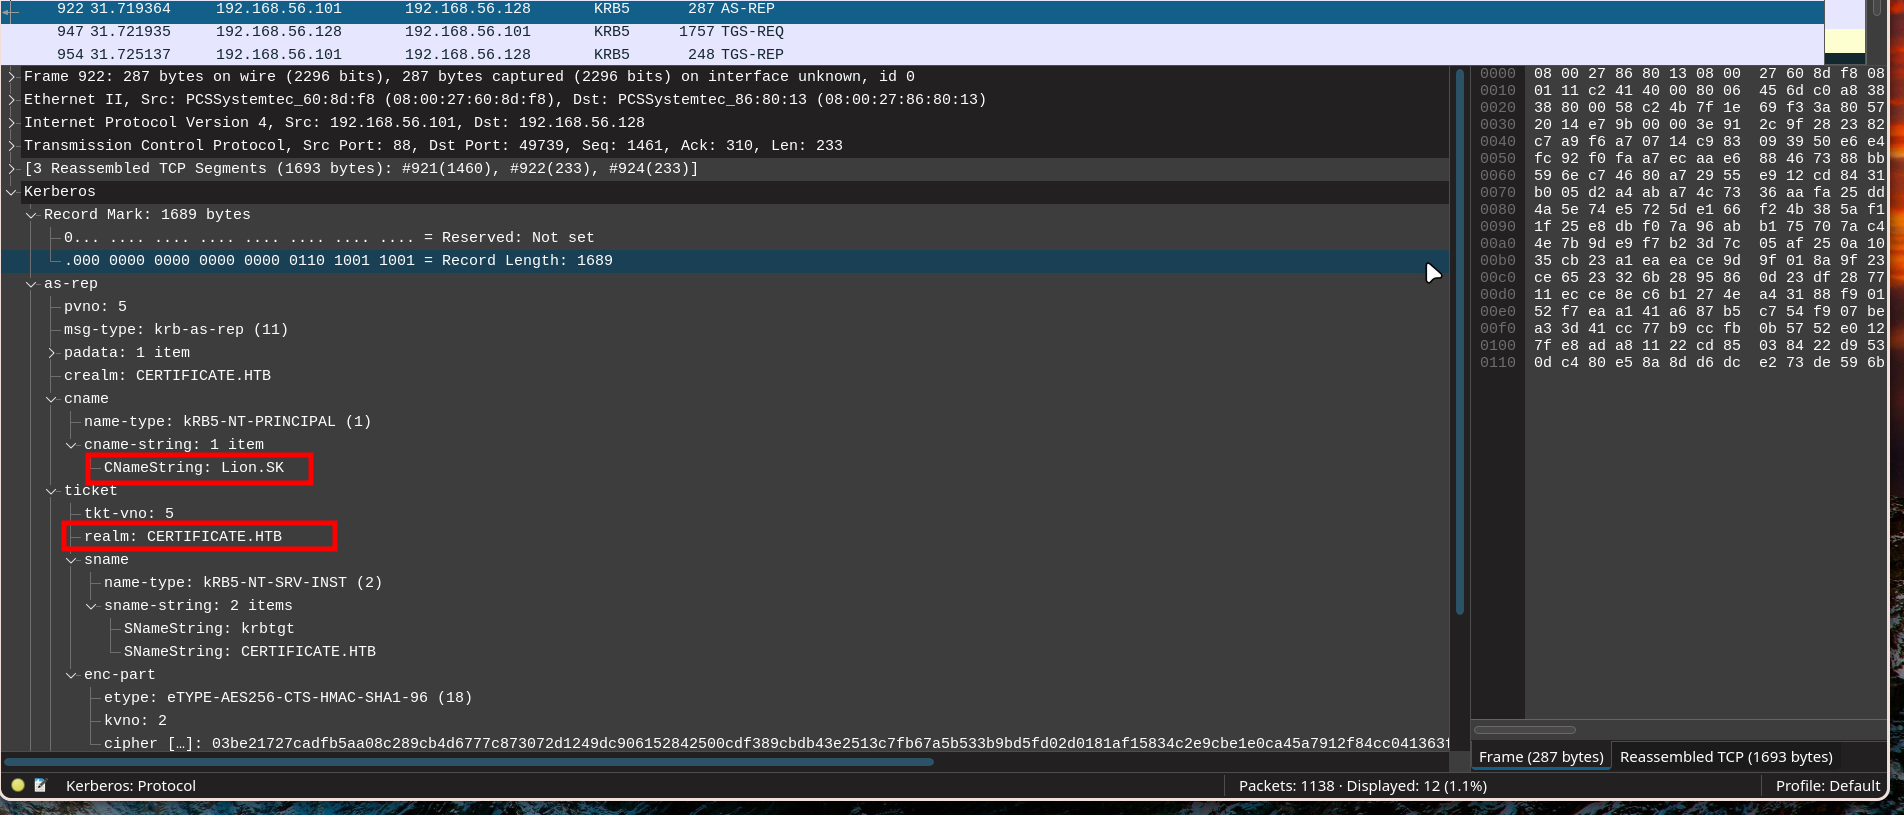 922 31.719364 192.168.56.101 192.168.56.128 KRB5 287 AS-REP
947 31.721935 192.168.56.128 192.168.56.101 KRB5 1757 TGS-REQ
954 31.725137 192.168.56.101 192.168.56.128 KRB5 248 TGS-REP
Frame 922: 287 bytes on wire (2296 bits), 287 bytes captured (2296 bits) on interface unknown, id 0
Ethernet II, Src: PCSSystemtec_60:8d:f8 (08:00:27:60:8d:f8), Dst: PCSSystemtec_86:80:13 (08:00:27:86:80:13)
Internet Protocol Version 4, Src: 192.168.56.101, Dst: 192.168.56.128
Transmission Control Protocol, Src Port: 88, Dst Port: 49739, Seq: 1461, Ack: 310, Len: 233
[3 Reassembled TCP Segments (1693 bytes): #921(1460), #922(233), #924(233)]
Kerberos
Record Mark: 1689 bytes
0... .... .... .... .... .... .... .... = Reserved: Not set
.000 0000 0000 0000 0000 0110 1001 1001 = Record Length: 1689
as-rep
pvno: 5
msg-type: krb-as-rep (11)
padata: 1 item
crealm: CERTIFICATE.HTB
cname
name-type: kRB5-NT-PRINCIPAL (1)
cname-string: 1 item
CNameString: Lion.SK
ticket
tkt-vno: 5
realm: CERTIFICATE.HTB
sname
name-type: kRB5-NT-SRV-INST (2)
sname-string: 2 items
SNameString: krbtgt
SNameString: CERTIFICATE.HTB
enc-part
etype: eTYPE-AES256-CTS-HMAC-SHA1-96 (18)
kvno: 2
cipher […]: 03be21727cadfb5aa08c289cb4d6777c873072d1249dc906152842500cdf389cbdb43e2513c7fb67a5b533b9bd5fd02d0181af15834c2e9cbe1e0ca45a7912f84cc041363f
0000 08 00 27 86 80 13 08 00 27 60 8d f8 08
0010 01 11 c2 41 40 00 80 06 45 6d c0 a8 38
0020 38 80 00 58 c2 4b 7f 1e 69 f3 3a 80 57
0030 20 14 e7 9b 00 00 3e 91 2c 9f 28 23 82
0040 c7 a9 f6 a7 07 14 c9 83 09 39 50 e6 e4
0050 fc 92 f0 fa a7 ec aa e6 88 46 73 88 bb
0060 59 6e c7 46 80 a7 29 55 e9 12 cd 84 31
0070 b0 05 d2 a4 ab a7 4c 73 36 aa fa 25 dd
0080 4a 5e 74 e5 72 5d e1 66 f2 4b 38 5a f1
0090 1f 25 e8 db f0 7a 96 ab b1 75 70 7a c4
00a0 4e 7b 9d e9 f7 b2 3d 7c 05 af 25 0a 10
00b0 35 cb 23 a1 ea ea ce 9d 9f 01 8a 9f 23
00c0 ce 65 23 32 6b 28 95 86 0d 23 df 28 77
00d0 11 ec ce 8e c6 b1 27 4e a4 31 88 f9 01
00e0 52 f7 ea a1 41 a6 87 b5 c7 54 f9 07 be
00f0 a3 3d 41 cc 77 b9 cc fb 0b 57 52 e0 12
0100 7f e8 ad a8 11 22 cd 85 03 84 22 d9 53
0110 0d c4 80 e5 8a 8d d6 dc e2 73 de 59 6b
Frame (287 bytes) Reassembled TCP (1693 bytes)
Kerberos: Protocol Packets: 1138 · Displayed: 12 (1.1%) Profile: Default